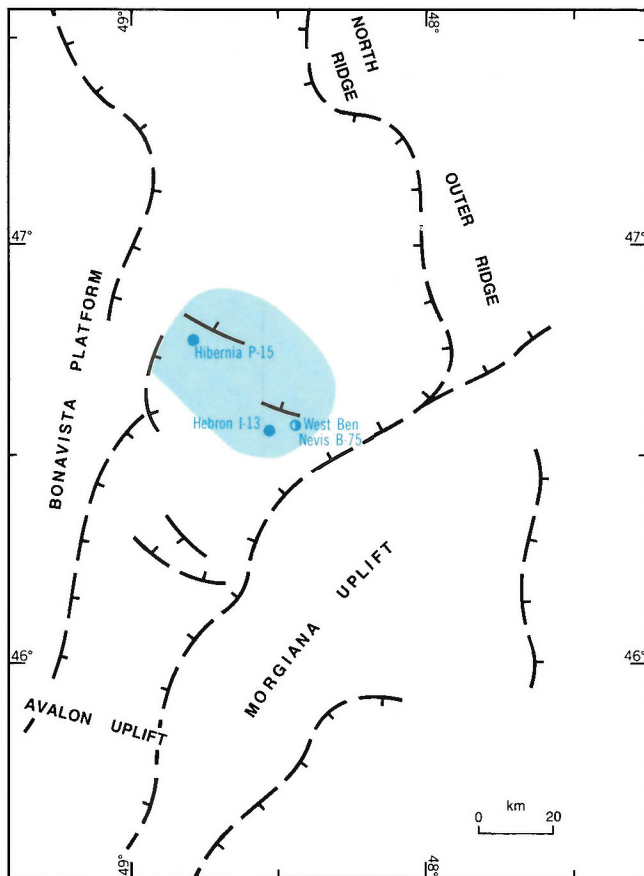 49°
48°
NORTH
RIDGE
OUTER
RIDGE
47°
47°
BONAVISTA PLATFORM
Hibernia P-15
Hebron I-13
West Ben
Nevis B-75
MORGIANA UPLIFT
46°
46°
AVALON UPLIFT
km
0 20
49°
48°